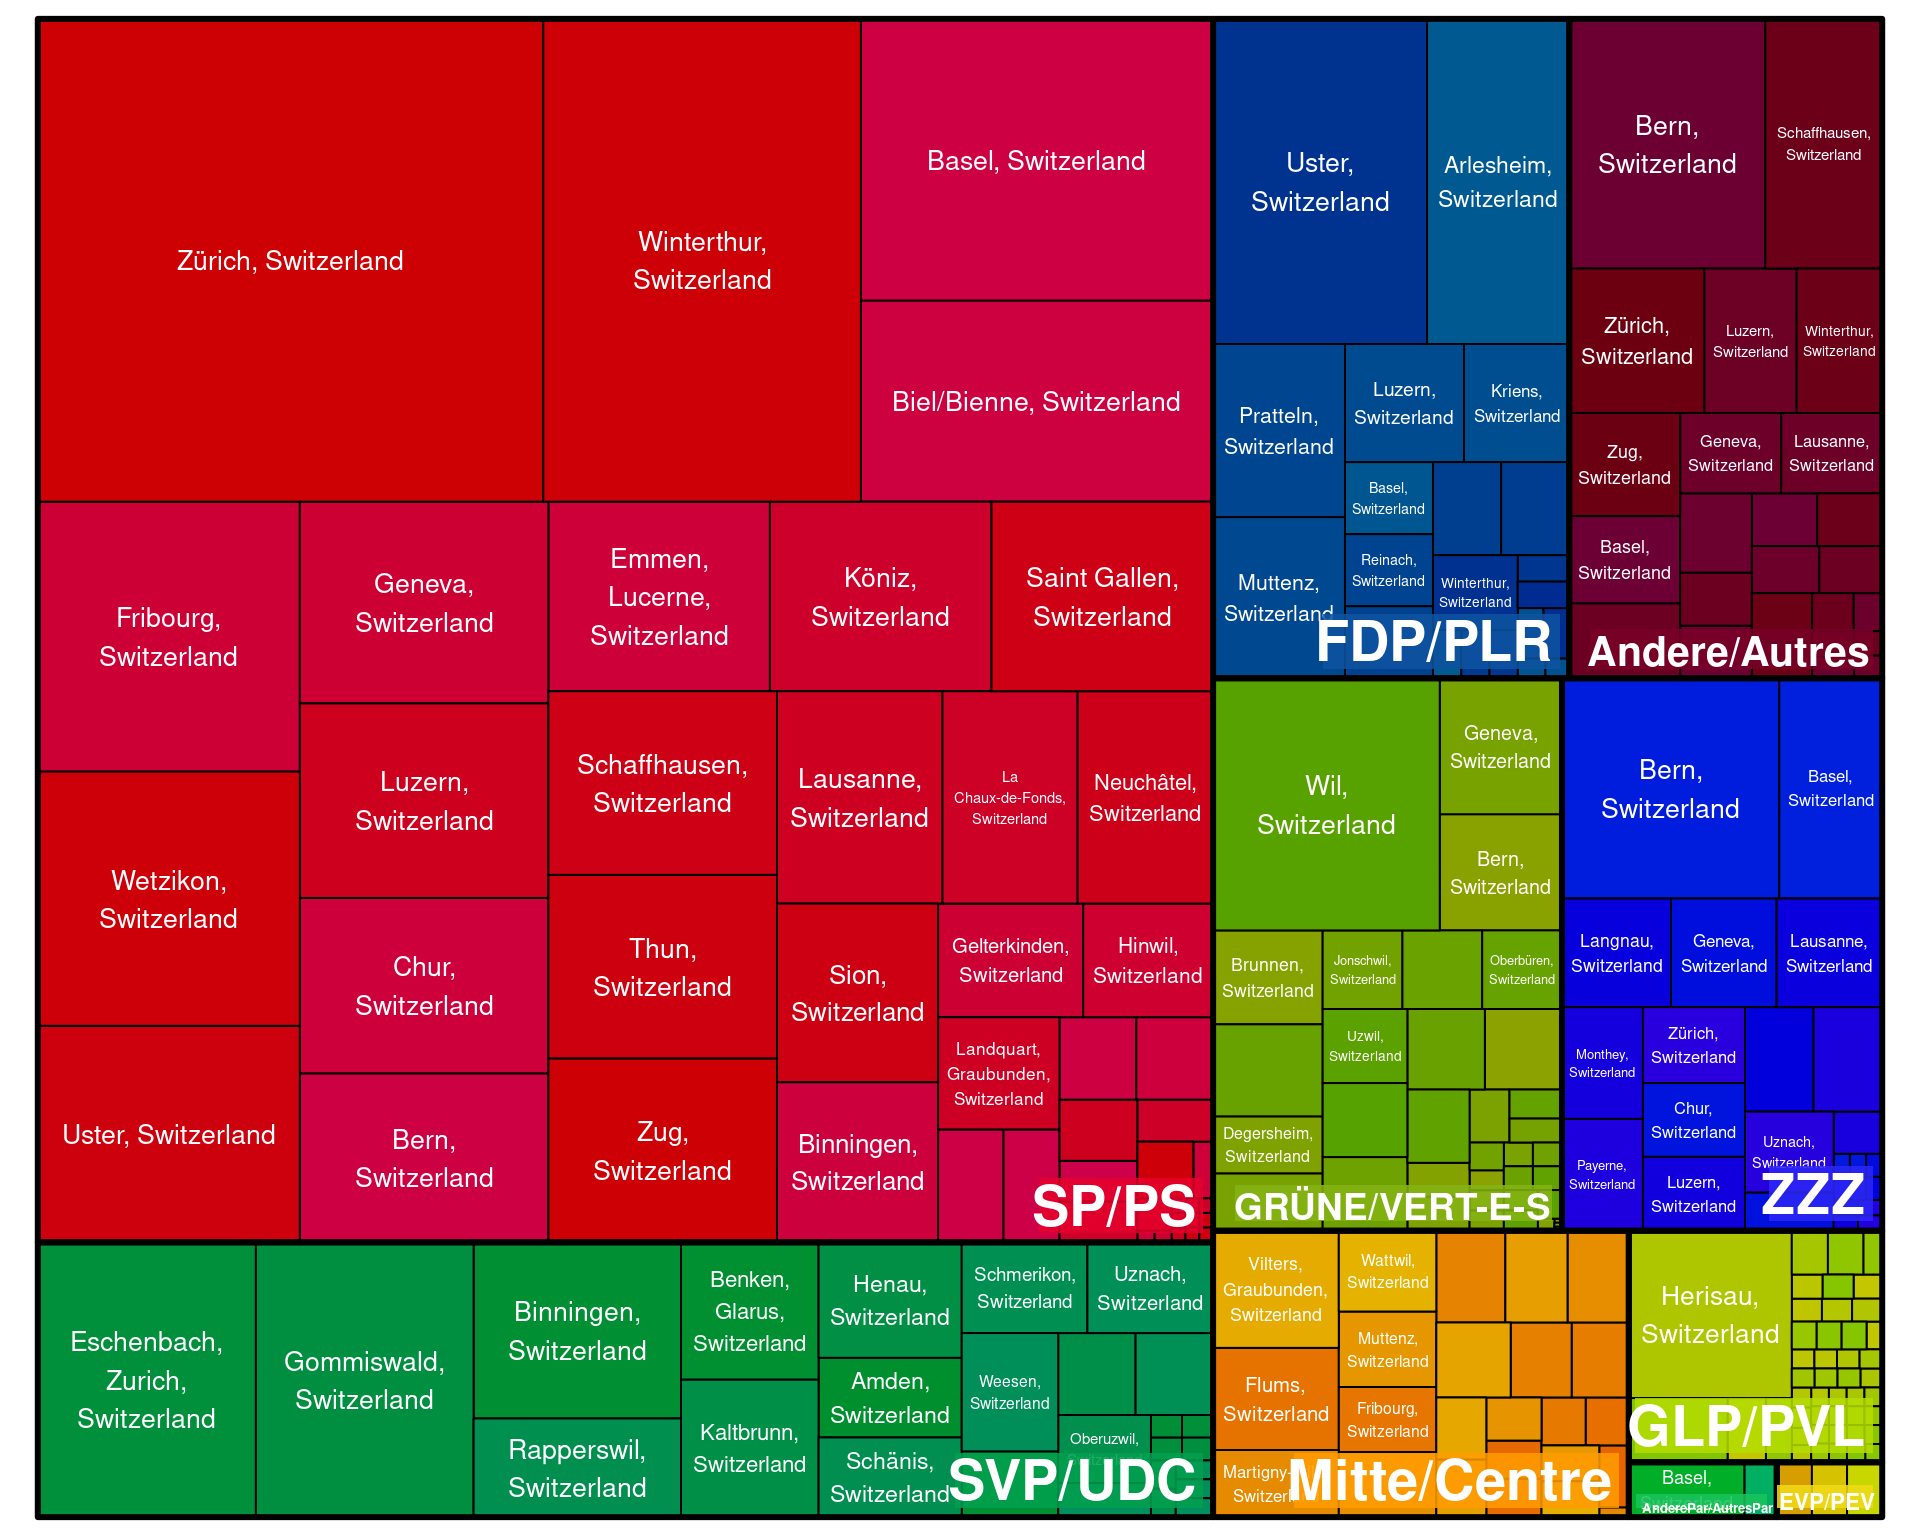 Zürich, Switzerland
Winterthur,
Switzerland
Basel, Switzerland
Biel/Bienne, Switzerland
Fribourg,
Switzerland
Wetzikon,
Switzerland
Uster, Switzerland
Geneva,
Switzerland
Luzern,
Switzerland
Chur,
Switzerland
Bern,
Switzerland
Emmen,
Lucerne,
Switzerland
Köniz,
Switzerland
Saint Gallen,
Switzerland
Schaffhausen,
Switzerland
Thun,
Switzerland
Zug,
Switzerland
Lausanne,
Switzerland
La
Chaux-de-Fonds,
Switzerland
Neuchâtel,
Switzerland
Sion,
Switzerland
Binningen,
Switzerland
Gelterkinden,
Switzerland
Hinwil,
Switzerland
Landquart,
Graubunden,
Switzerland
SP/PS
Eschenbach,
Zurich,
Switzerland
Gommiswald,
Switzerland
Binningen,
Switzerland
Rapperswil,
Switzerland
Benken,
Glarus,
Switzerland
Kaltbrunn,
Switzerland
Henau,
Switzerland
Amden,
Switzerland
Schänis,
Switzerland
Schmerikon,
Switzerland
Uznach,
Switzerland
Weesen,
Switzerland
Oberuzwil,
SVP/UDC
Uster,
Switzerland
Arlesheim,
Switzerland
Pratteln,
Switzerland
Muttenz,
Switzerland
Luzern,
Switzerland
Kriens,
Switzerland
Basel,
Switzerland
Reinach,
Switzerland
Winterthur,
Switzerland
FDP/PLR
Bern,
Switzerland
Schaffhausen,
Switzerland
Zürich,
Switzerland
Luzern,
Switzerland
Winterthur,
Switzerland
Zug,
Switzerland
Geneva,
Switzerland
Lausanne,
Switzerland
Basel,
Switzerland
Andere/Autres
Wil,
Switzerland
Geneva,
Switzerland
Bern,
Switzerland
Brunnen,
Switzerland
Jonschwil,
Switzerland
Oberbüren,
Switzerland
Uzwil,
Switzerland
Degersheim,
Switzerland
GRÜNE/VERT-E-S
Bern,
Switzerland
Basel,
Switzerland
Langnau,
Switzerland
Geneva,
Switzerland
Lausanne,
Switzerland
Monthey,
Switzerland
Payerne,
Switzerland
Zürich,
Switzerland
Chur,
Switzerland
Luzern,
Switzerland
Uznach,
Switzerland
ZZZ
Vilters,
Graubunden,
Switzerland
Flums,
Switzerland
Martigny-
Wattwil,
Switzerland
Muttenz,
Switzerland
Fribourg,
Switzerland
Mitte/Centre
Herisau,
Switzerland
GLP/PVL
Basel,
AnderePar/AutresPar
EVP/PEV